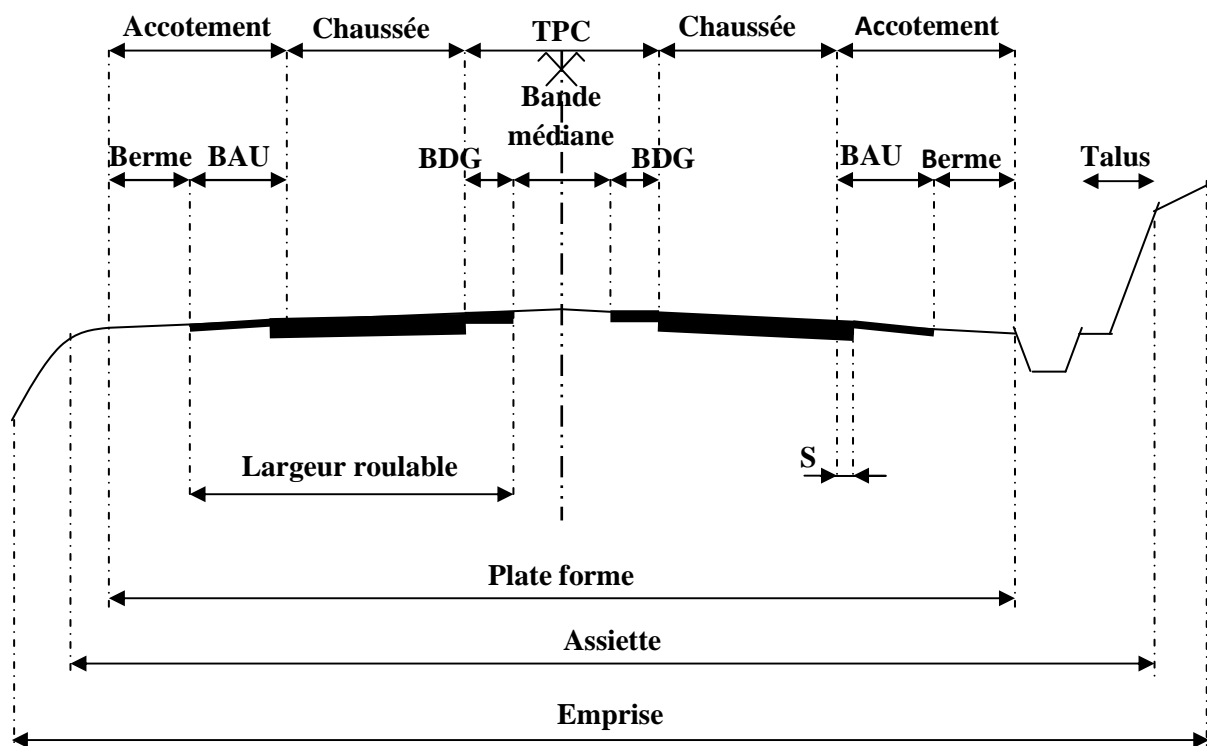 Accotement Chaussée TPC Chaussée Accotement
Bande
médiane
Berme BAU BDG BDG BAU Berme Talus
Largeur roulable
S
Plate forme
Assiette
Emprise